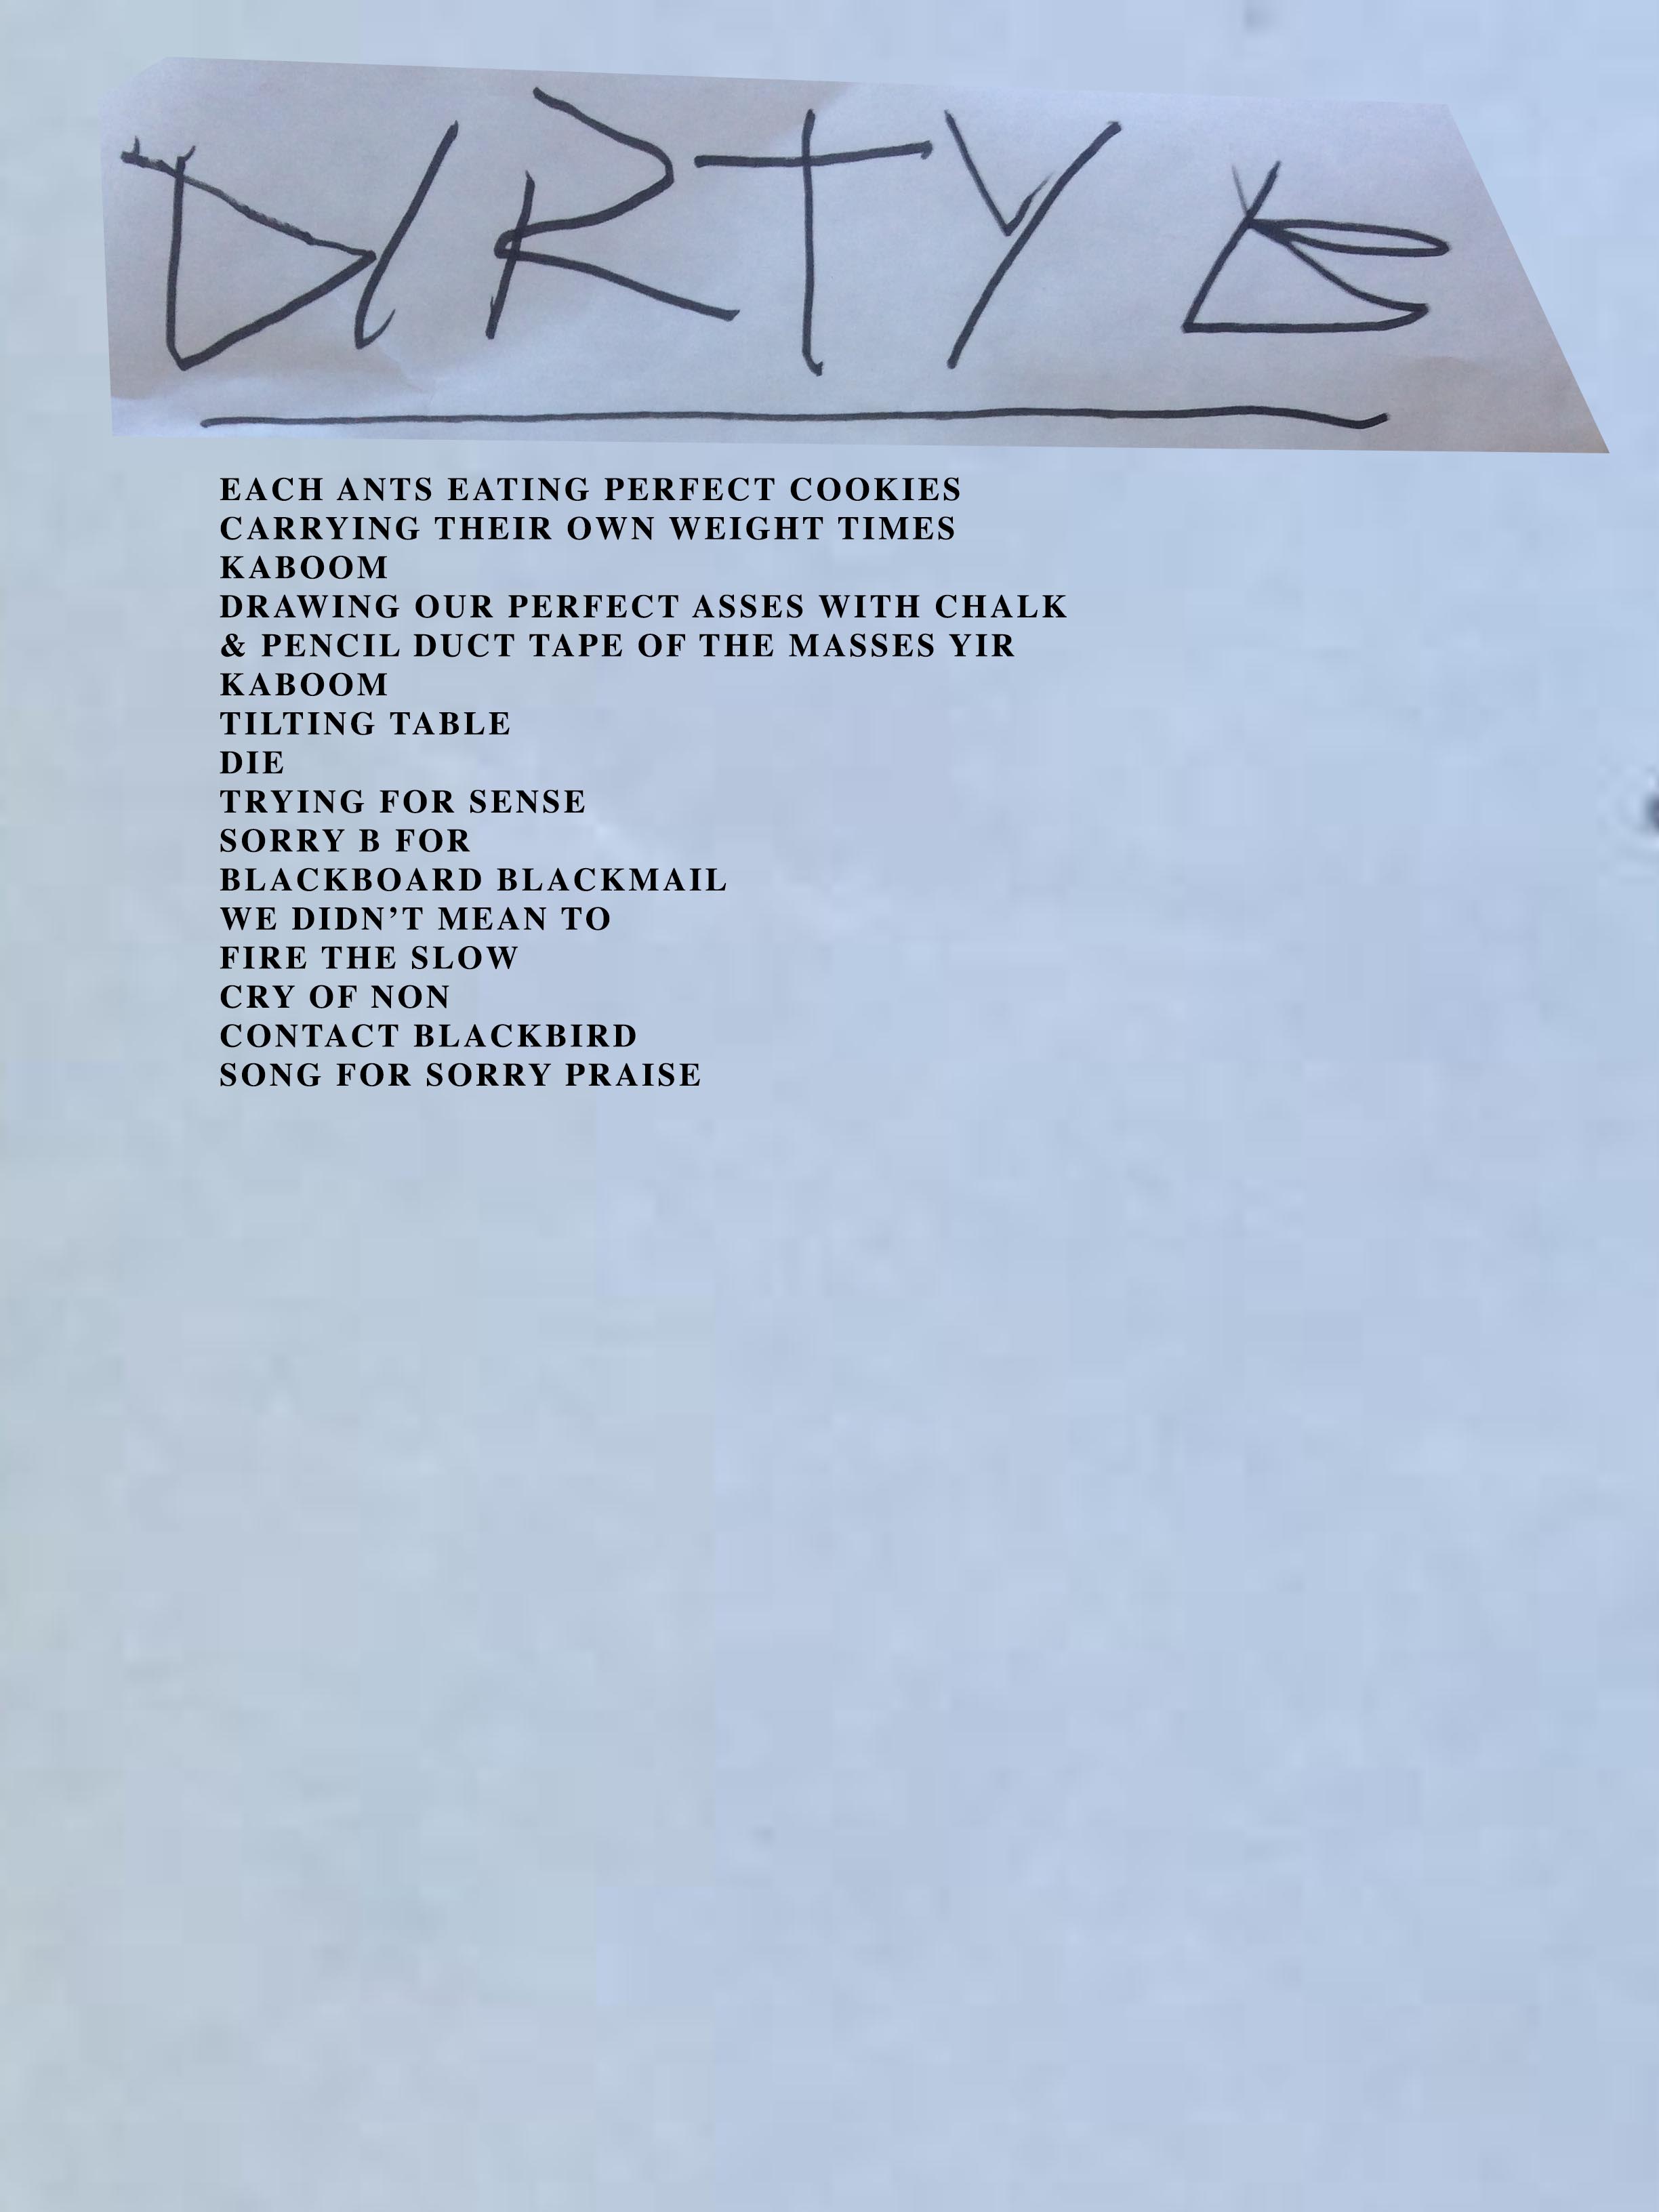 DIRTY B
EACH ANTS EATING PERFECT COOKIES
CARRYING THEIR OWN WEIGHT TIMES
KABOOM
DRAWING OUR PERFECT ASSES WITH CHALK
& PENCIL DUCT TAPE OF THE MASSES YIR
KABOOM
TILTING TABLE
DIE
TRYING FOR SENSE
SORRY B FOR
BLACKBOARD BLACKMAIL
WE DIDN’T MEAN TO
FIRE THE SLOW
CRY OF NON
CONTACT BLACKBIRD
SONG FOR SORRY PRAISE